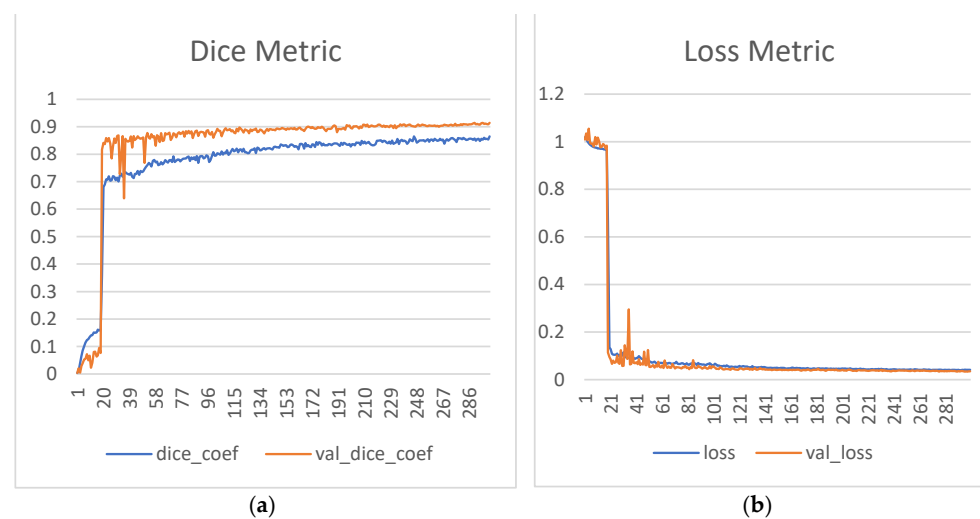 Dice Metric
1
0.9
0.8
0.7
0.6
0.5
0.4
0.3
0.2
0.1
0
1 20 39 58 77 96 115 134 153 172 191 210 229 248 267 286
dice_coef val_dice_coef
(a)
Loss Metric
1.2
1
0.8
0.6
0.4
0.2
0
1 21 41 61 81 101 121 141 161 181 201 221 241 261 281
loss val_loss
(b)